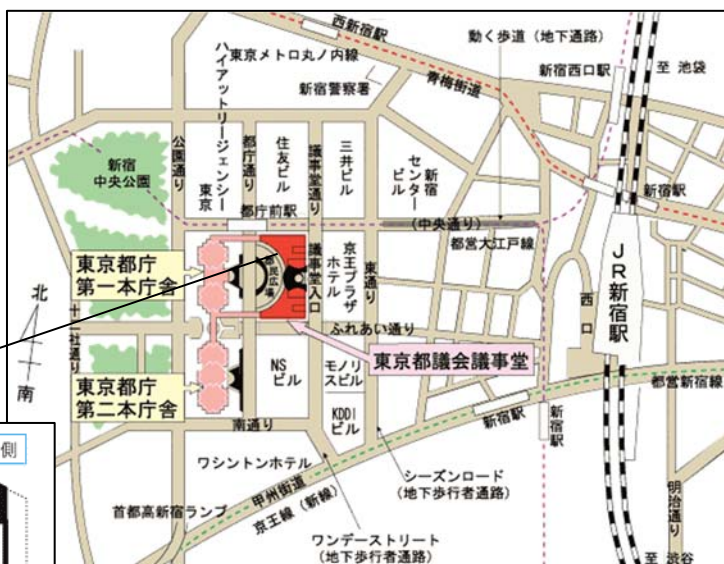 西新宿駅
動く歩道（地下通路）
東京メトロ丸ノ内線
新宿西口駅
至 池袋
新宿警察署
青梅街道
ハイアットリージェンシー
東京
公園通り
都庁通り
住友ビル
議事堂通り
三井ビル
新宿
センター
ビル
新宿
中央公園
新宿駅
都庁前駅
（中央通り）
都営大江戸線
東京都庁
第一本庁舎
都民広場
議事堂入口
京王プラザ
ホテル
東通り
JR新宿駅
西口
北
南
十二社通り
ふれあい通り
東京都議会議事堂
NS
ビル
モノリ
スビル
東京都庁
第二本庁舎
KDDI
ビル
都営新宿線
新宿駅
新宿駅
南通り
側
ワシントンホテル
シーズンロード
（地下歩行者通路）
甲州街道
京王線（新線）
明治通り
首都高新宿ランプ
ワンデーストリート
（地下歩行者通路）
至 渋谷